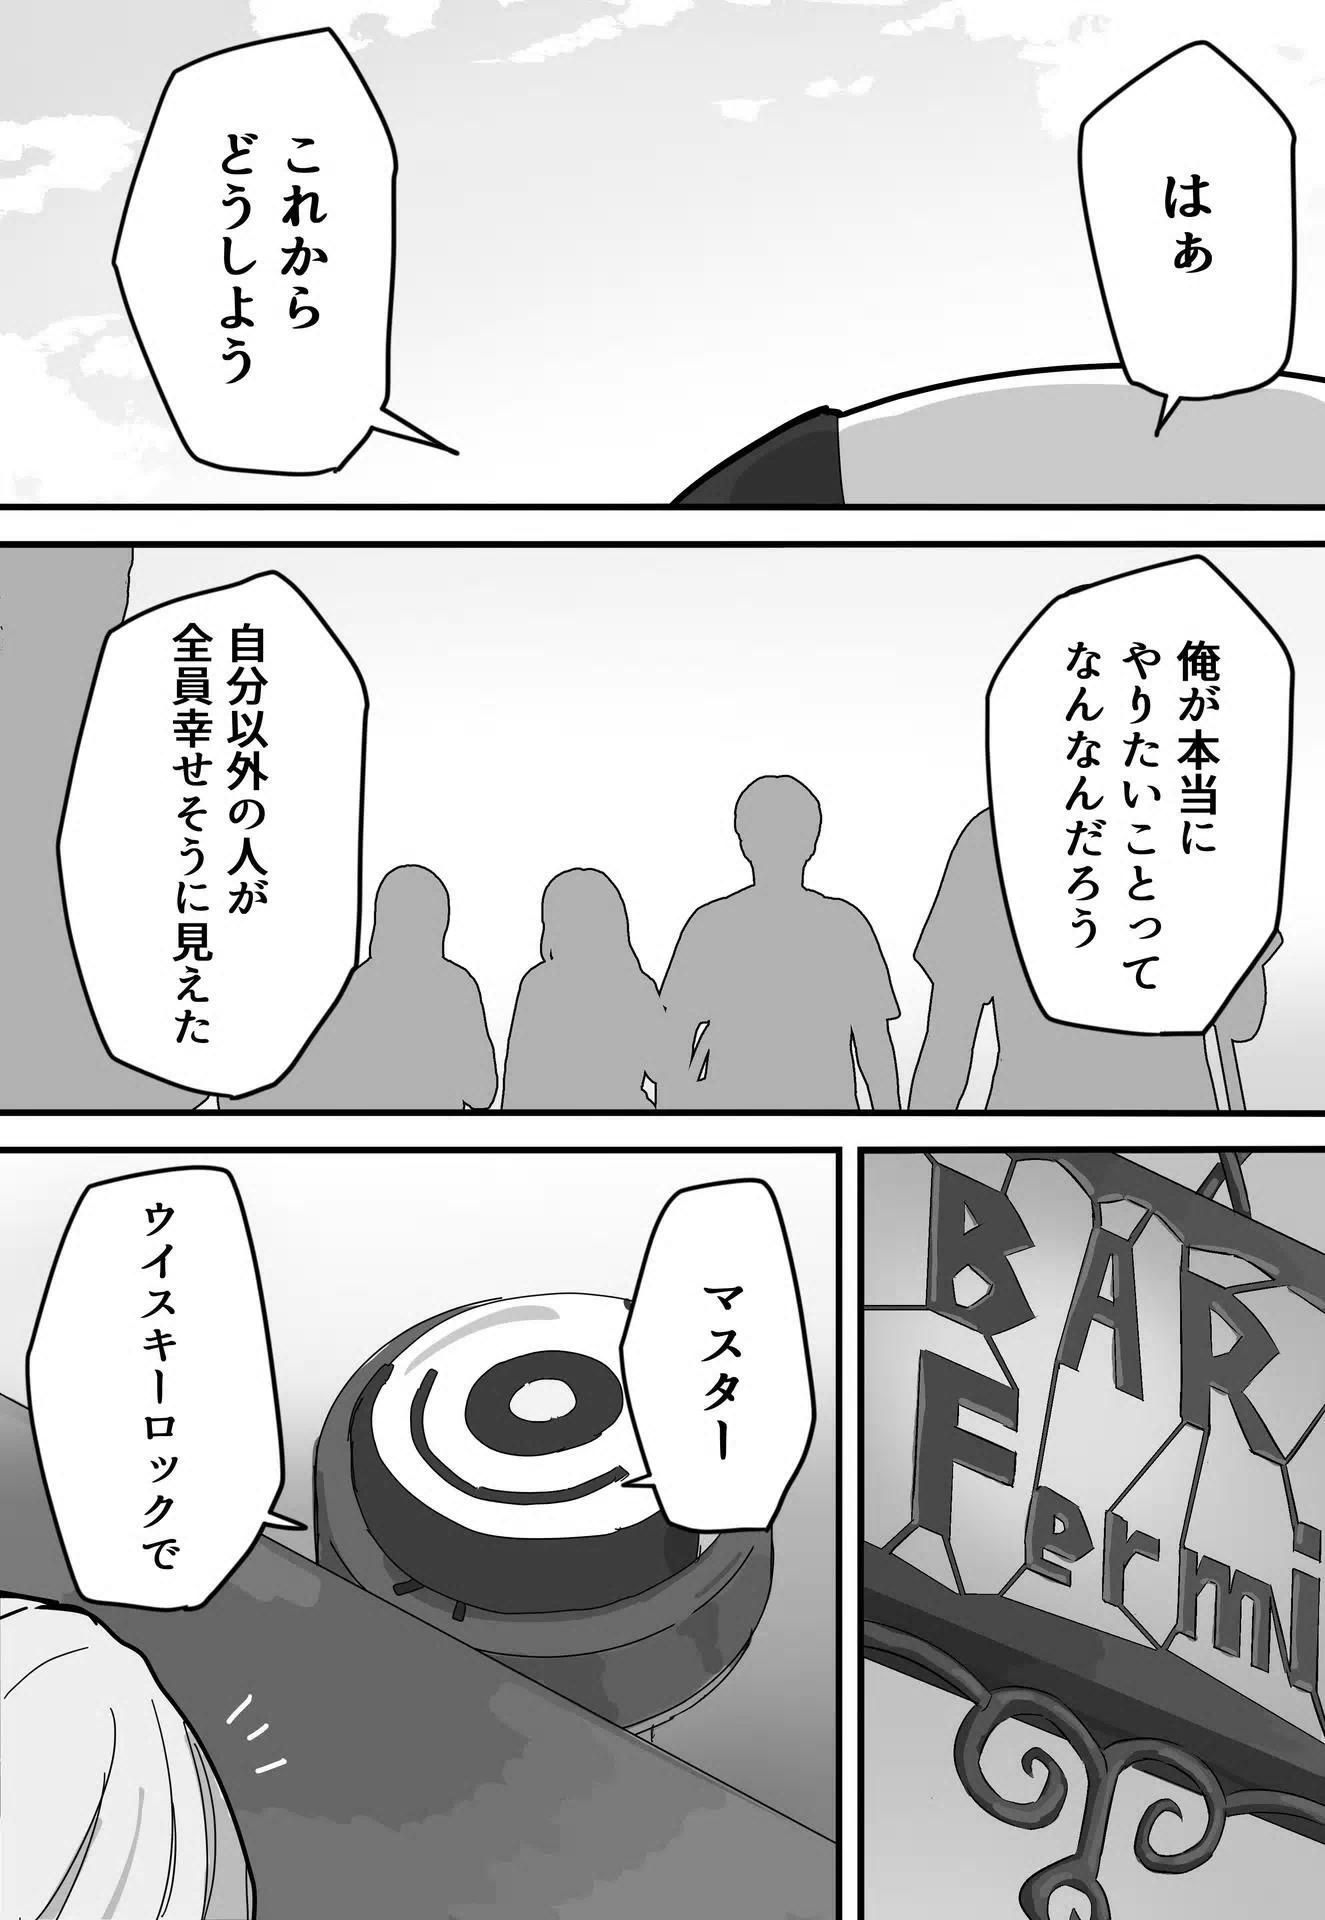 はぁ
これから
どうしよう
俺が本当に
やりたいことって
なんなんだろう
自分以外の人が
全員幸せそうに見えた
BAR
Fermi
マスター
ウイスキーロックで